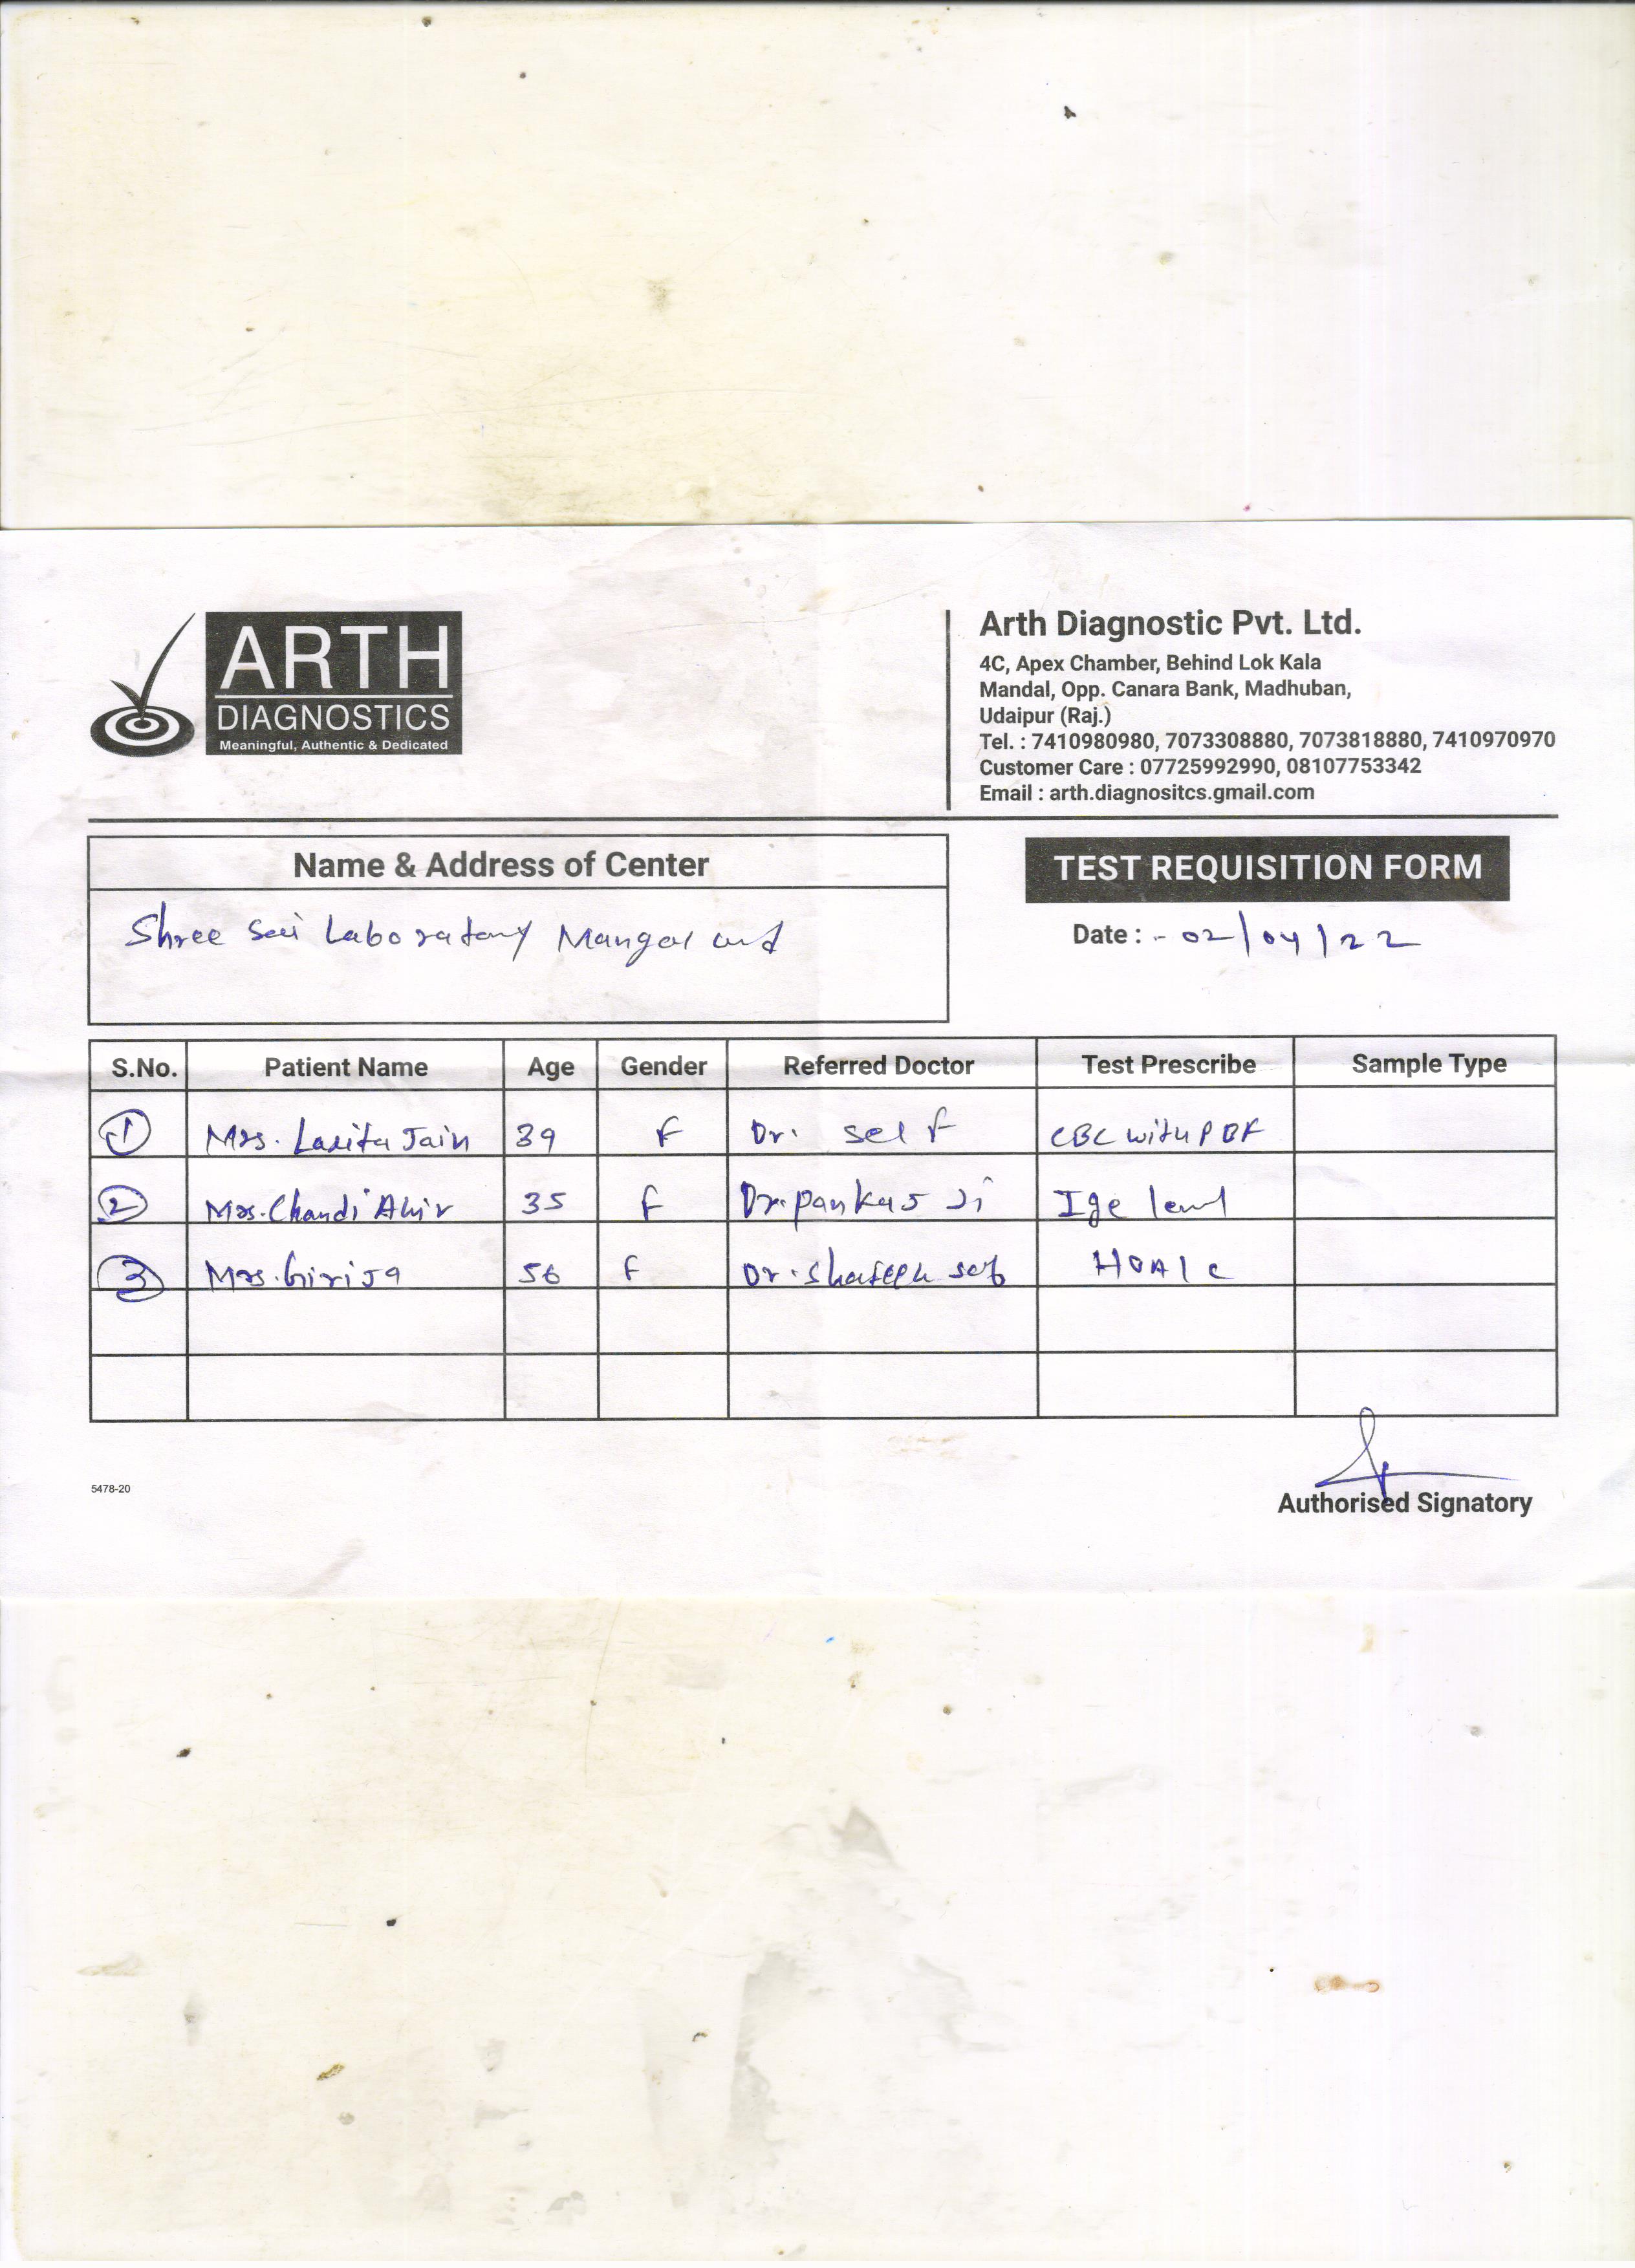 ARTH
DIAGNOSTICS
Meaningful, Authentic & Dedicated
Arth Diagnostic Pvt. Ltd.
4C, Apex Chamber, Behind Lok Kala
Mandal, Opp. Canara Bank, Madhuban,
Udaipur (Raj.)
Tel. : 7410980980, 7073308880, 7073818880, 7410970970
Customer Care : 07725992990, 08107753342
Email : arth.diagnositcs.gmail.com
Name & Address of Center
Shree Sai Laboratory
TEST REQUISITION FORM
Date : - 02/04/22
S.No. Patient Name Age Gender Referred Doctor Test Prescribe Sample Type
1 Mrs. Jain 39 F Dr. self CBC with
2 Mrs. Chandi Ahir 35 F Dr. Pankaj Ji Ige level
3 Mrs. Girija 56 F Dr.
5478-20
Authorised Signatory